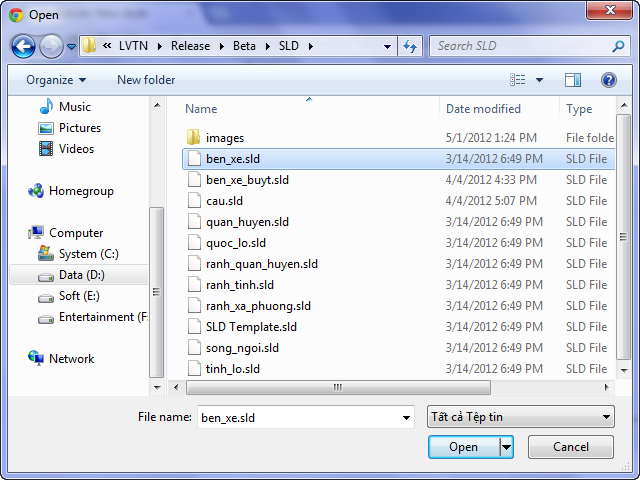 Open
« LVTN ▸ Release ▸ Beta ▸ SLD ▸
Search SLD
Organize
New folder
Name Date modified Type
Music
Pictures
Videos
Homegroup
Computer
System (C:)
Data (D:)
Soft (E:)
Entertainment (F:
Network
images 5/1/2012 1:24 PM File folde
ben_xe.sld 3/14/2012 6:49 PM SLD File
ben_xe_buyt.sld 4/4/2012 4:33 PM SLD File
cau.sld 4/4/2012 5:07 PM SLD File
quan_huyen.sld 3/14/2012 6:49 PM SLD File
quoc_lo.sld 3/14/2012 6:49 PM SLD File
ranh_quan_huyen.sld 3/14/2012 6:49 PM SLD File
ranh_tinh.sld 3/14/2012 6:49 PM SLD File
ranh_xa_phuong.sld 3/14/2012 6:49 PM SLD File
SLD Template.sld 3/14/2012 6:49 PM SLD File
song_ngoi.sld 3/14/2012 6:49 PM SLD File
tinh_lo.sld 3/14/2012 6:49 PM SLD File
File name: ben_xe.sld
Tất cả Tệp tin
Open
Cancel